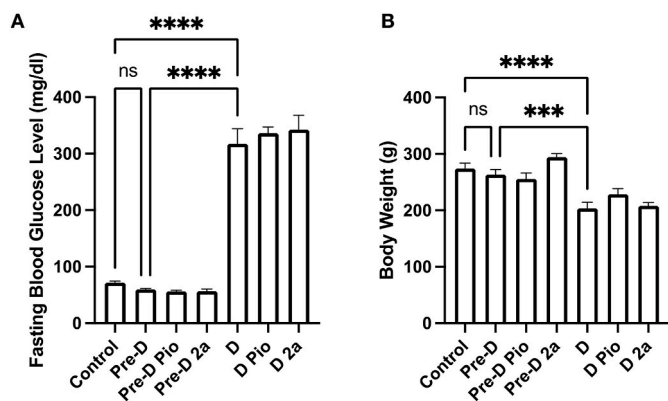 A
Fasting Blood Glucose Level (mg/dl)
400
300
200
100
0
ns
****
****
Control
Pre-D
Pre-D Pio
Pre-D 2a
D
D Pio
D 2a
B
Body Weight (g)
400
300
200
100
0
****
ns
***
Control
Pre-D
Pre-D Pio
Pre-D 2a
D
D Pio
D 2a